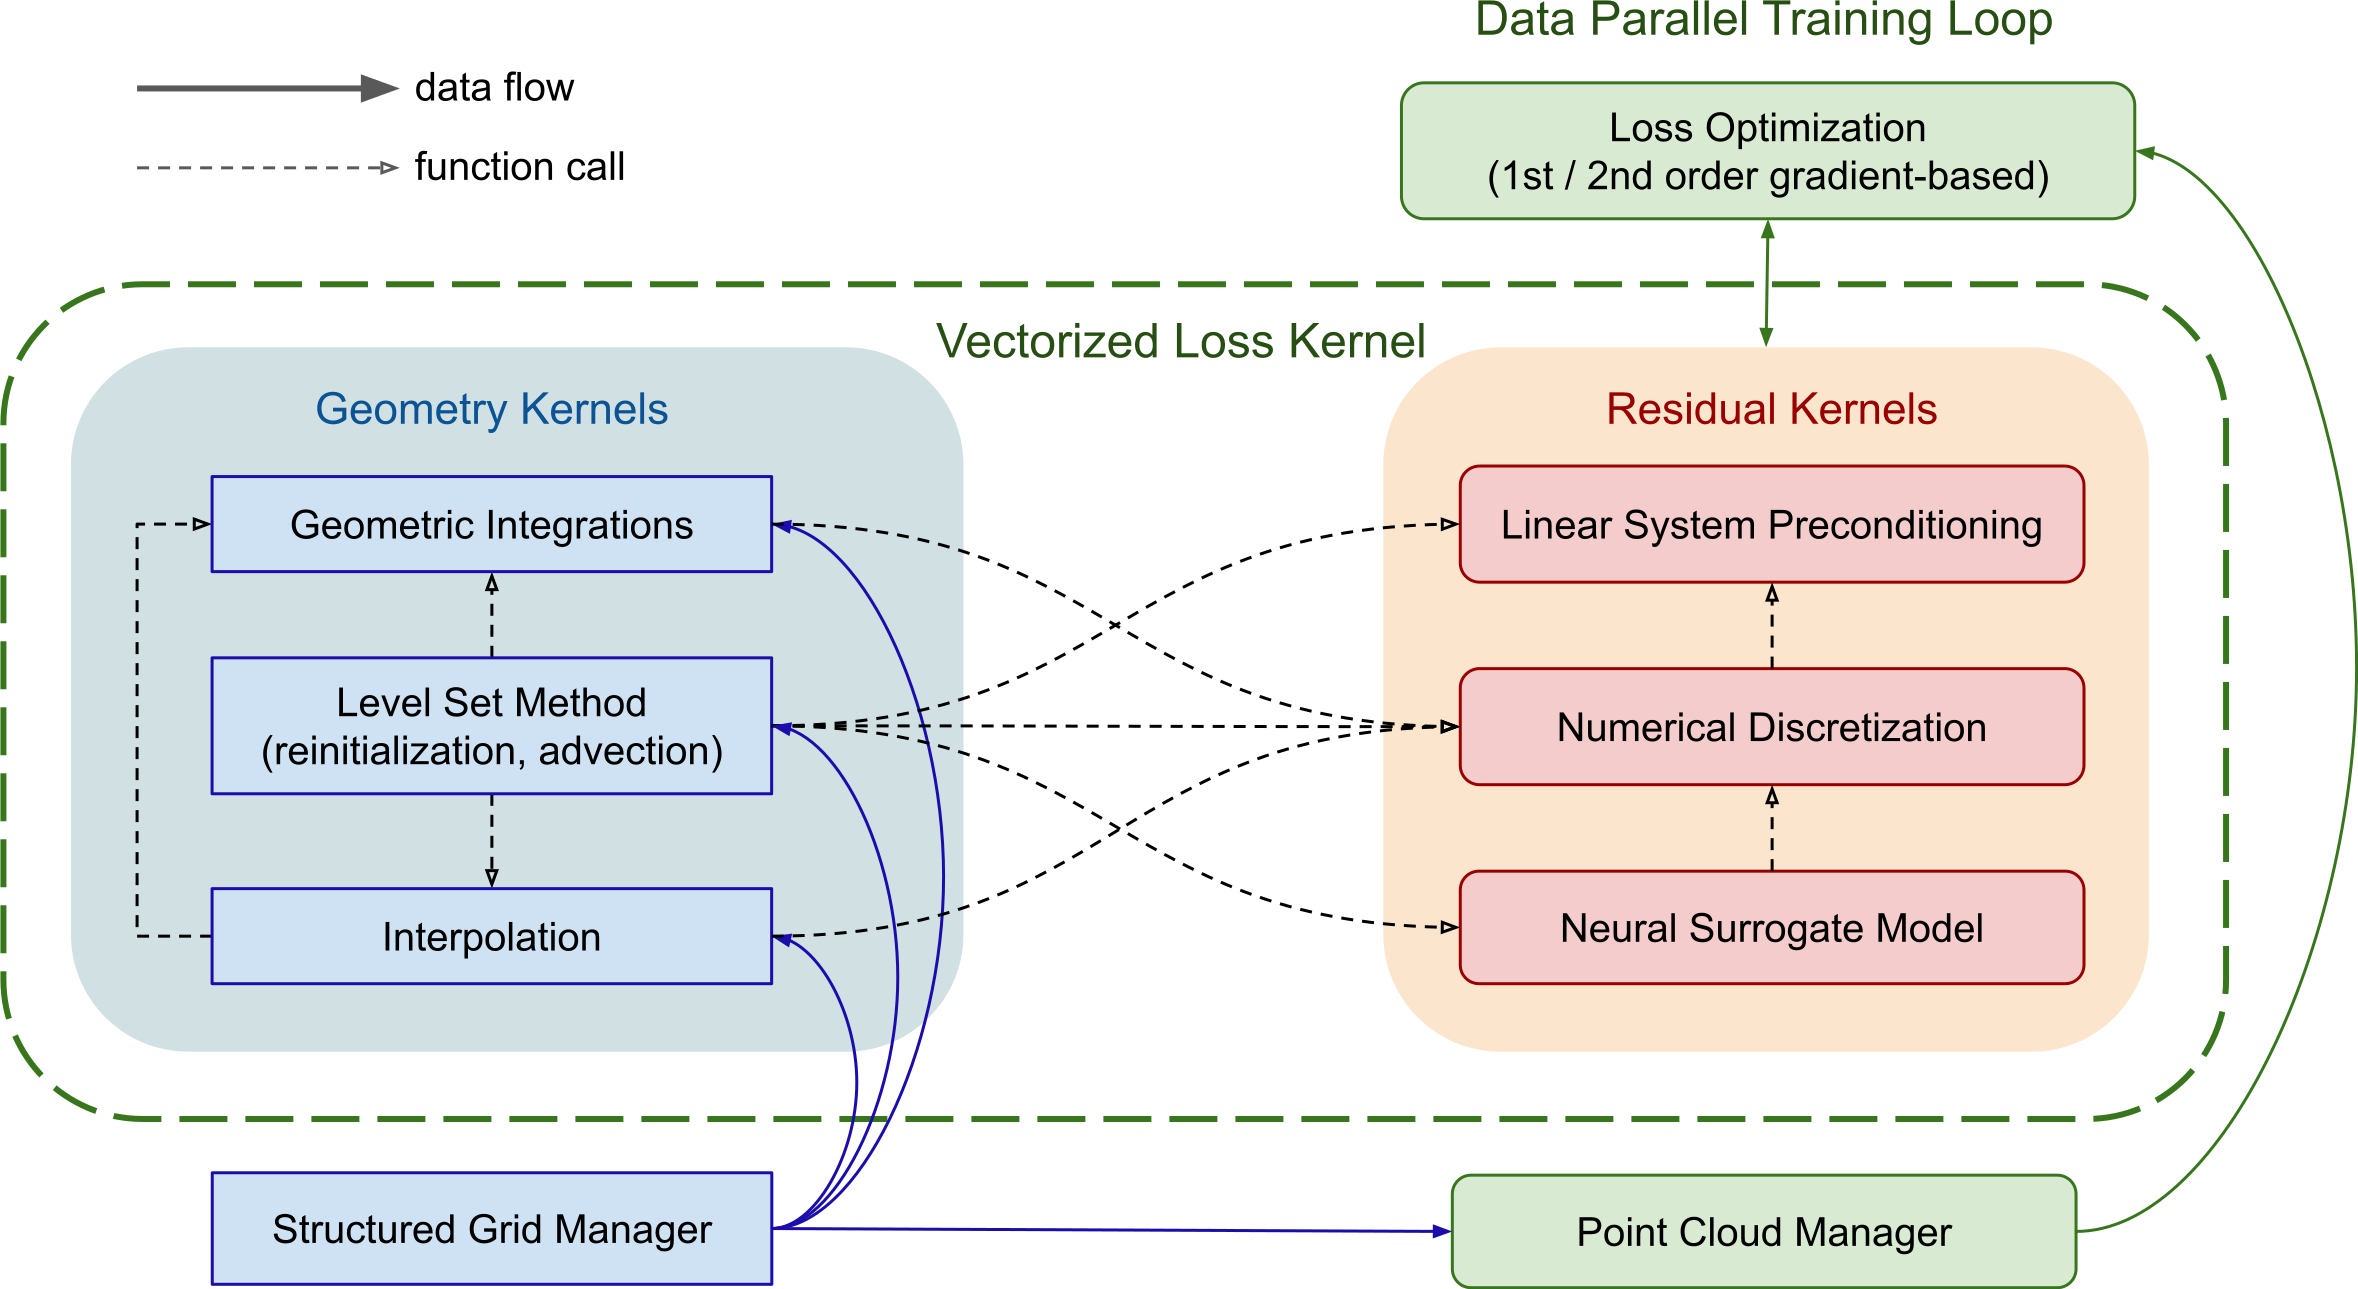 Data Parallel Training Loop
data flow
function call
Loss Optimization
(1st / 2nd order gradient-based)
Vectorized Loss Kernel
Geometry Kernels
Geometric Integrations
Level Set Method
(reinitialization, advection)
Interpolation
Residual Kernels
Linear System Preconditioning
Numerical Discretization
Neural Surrogate Model
Structured Grid Manager
Point Cloud Manager